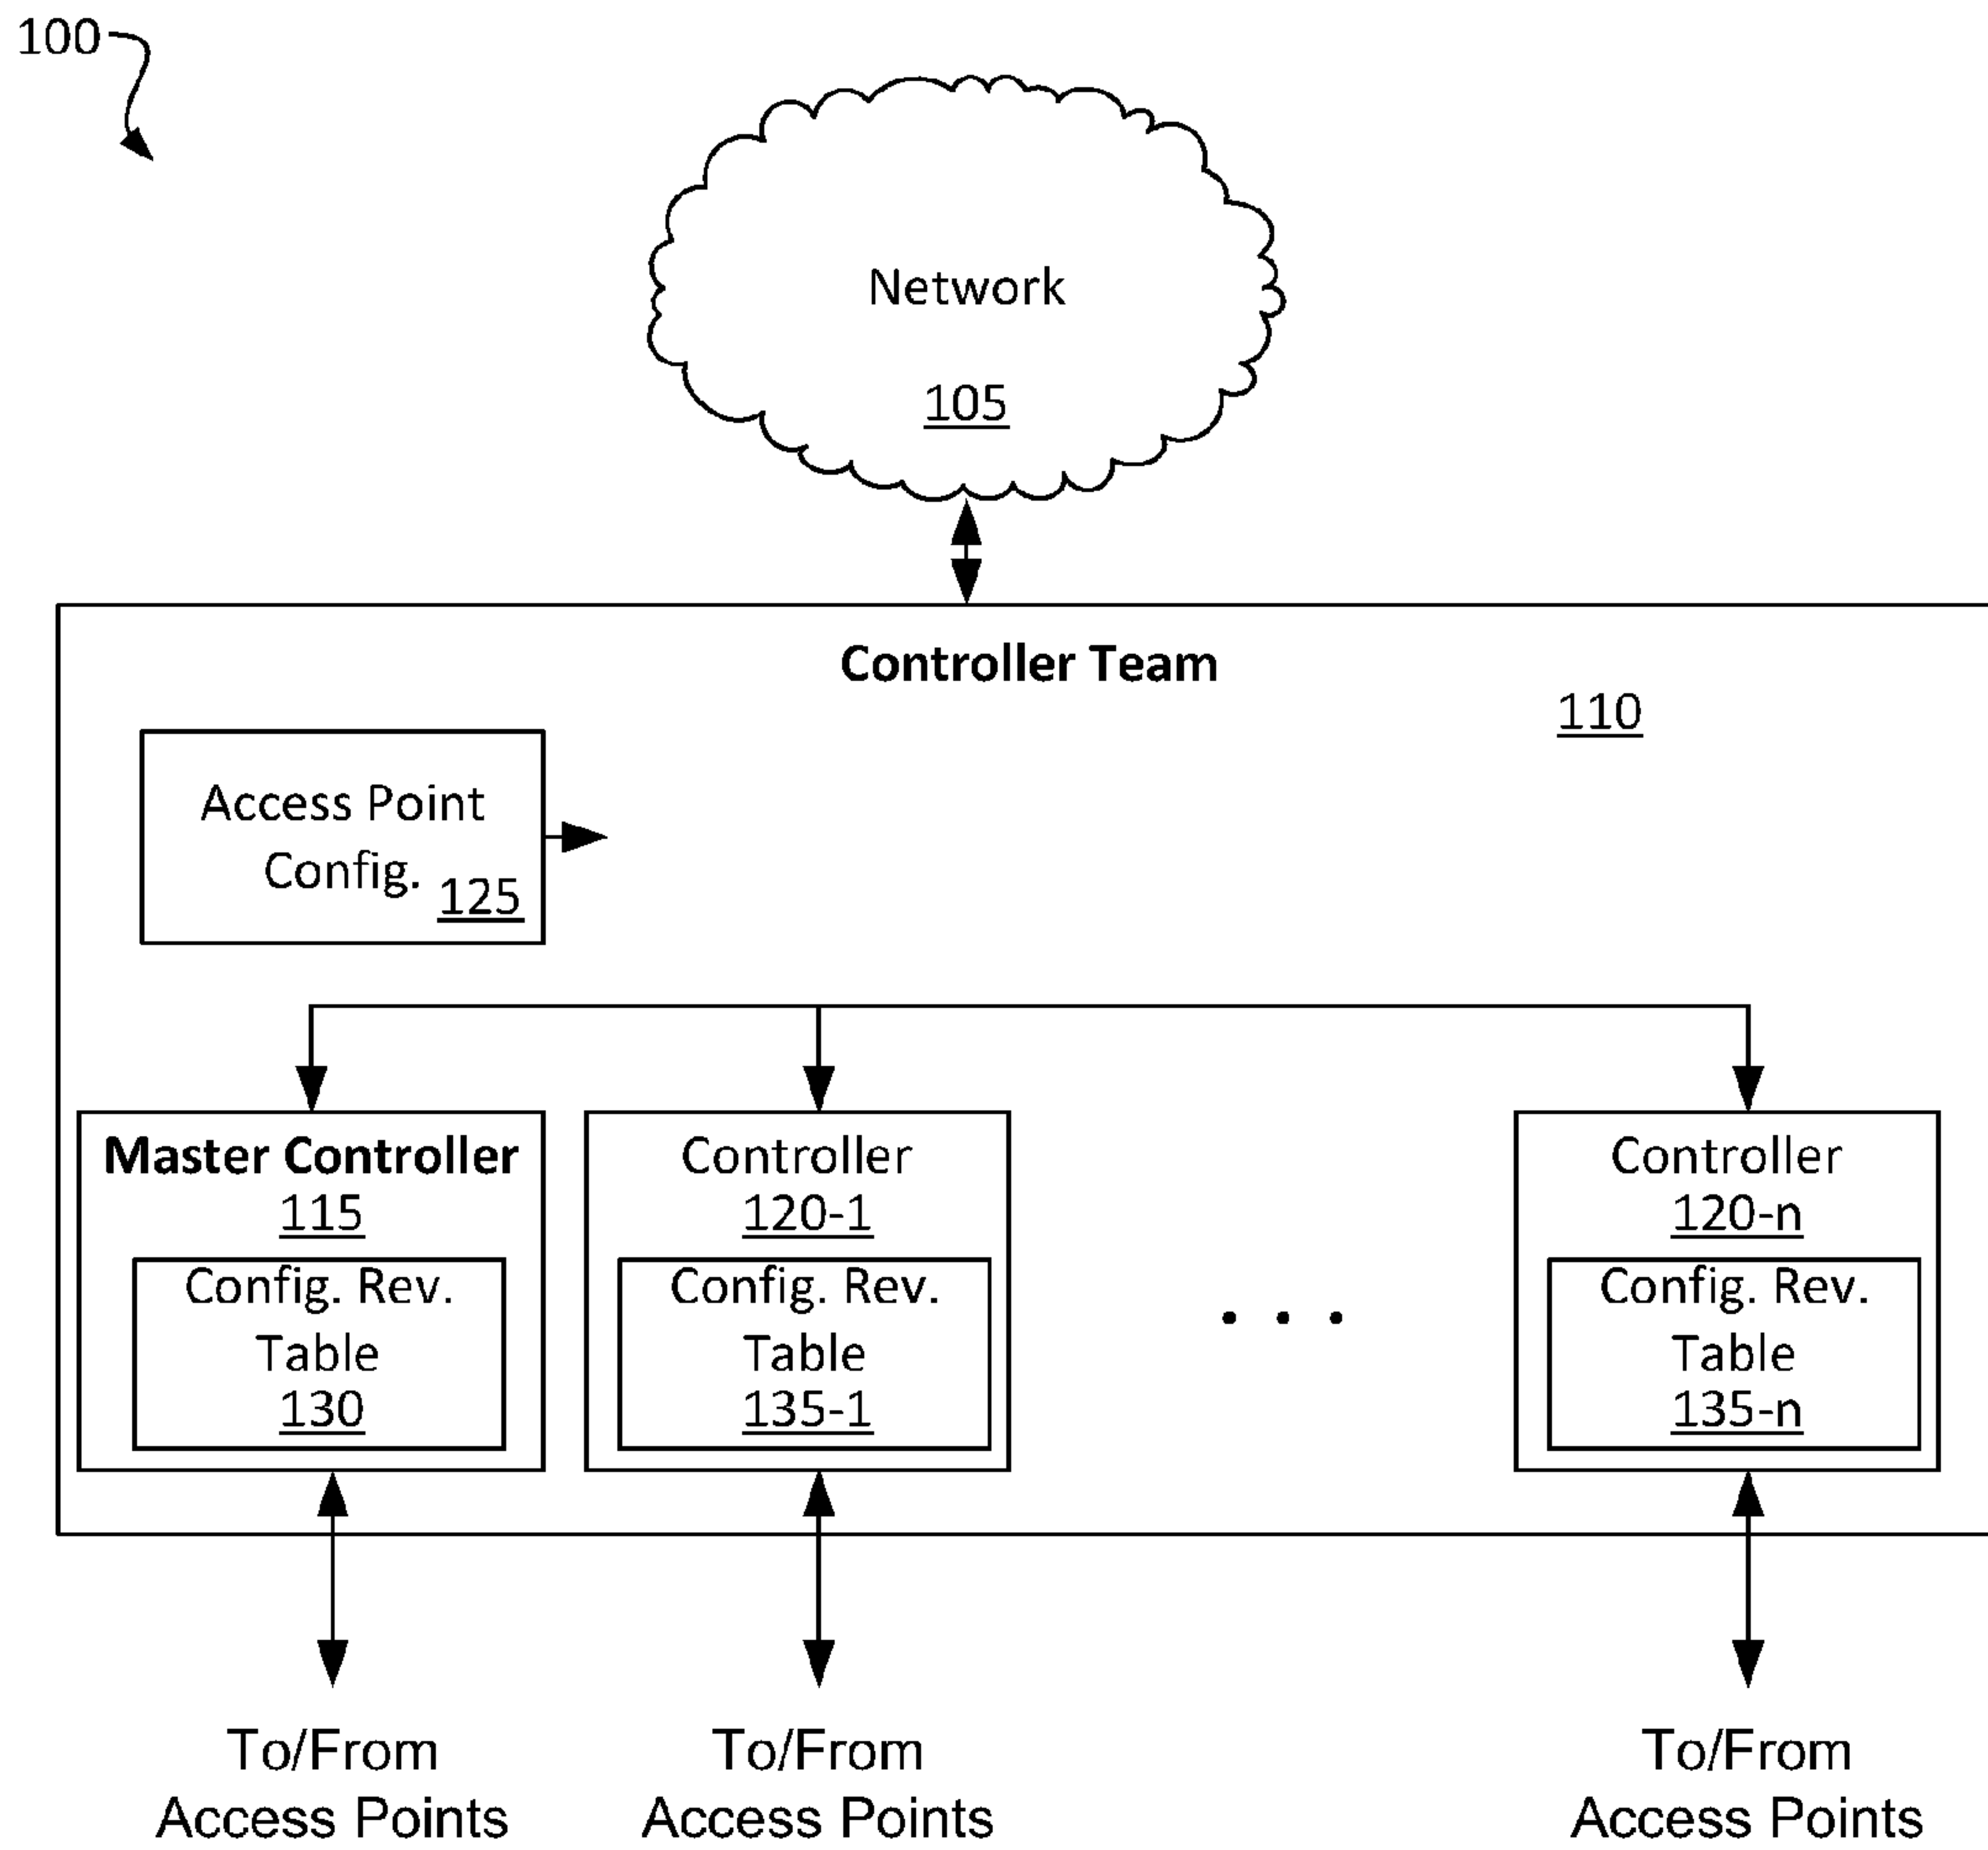 100
Network
105
Controller Team
110
Access Point
Config.
125
Master Controller
115
Config. Rev.
Table
130
Controller
120-1
Config. Rev.
Table
135-1
. . .
Controller
120-n
Config. Rev.
Table
135-n
To/From
Access Points
To/From
Access Points
To/From
Access Points